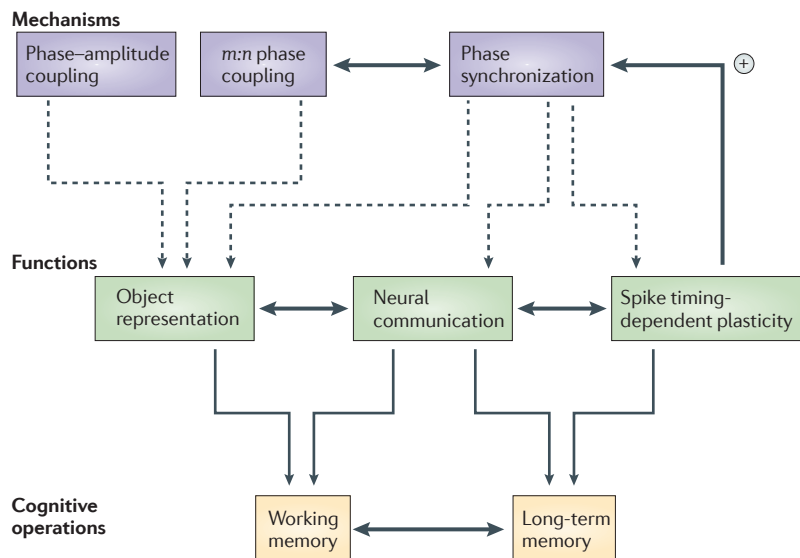 Mechanisms
Phase–amplitude
coupling
m:n phase
coupling
Phase
synchronization
+
Functions
Object
representation
Neural
communication
Spike timing-
dependent plasticity
Cognitive
operations
Working
memory
Long-term
memory